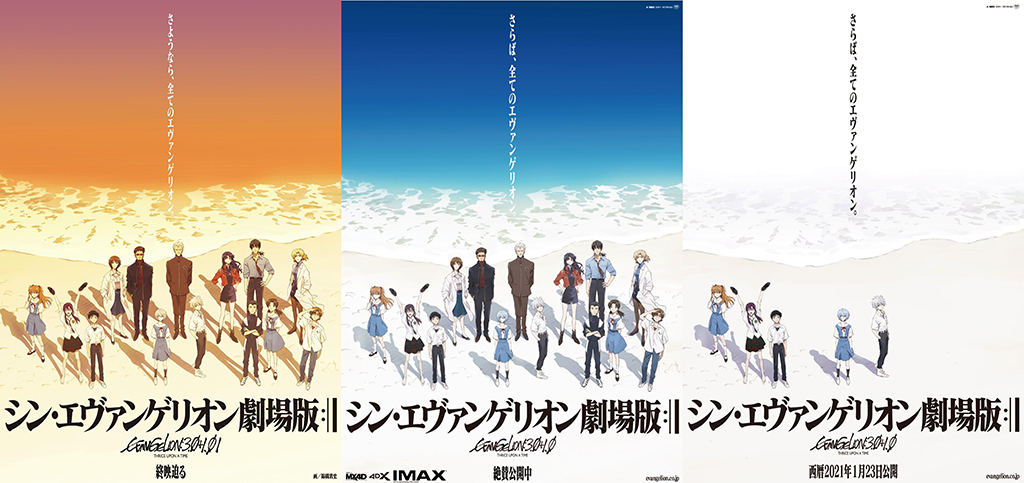 さようなら、全てのエヴァンゲリオン。
シン・エヴァンゲリオン劇場版:||
EVANGELION:3.0+1.01
THRICE UPON A TIME
終映迫る
さらば、全てのエヴァンゲリオン。
シン・エヴァンゲリオン劇場版:||
EVANGELION:3.0+1.0
THRICE UPON A TIME
MX4D 4DX IMAX
絶賛公開中
evangelion.co.jp
さらば、全てのエヴァンゲリオン。
シン・エヴァンゲリオン劇場版:||
EVANGELION:3.0+1.0
THRICE UPON A TIME
西暦2021年1月23日公開
evangelion.co.jp